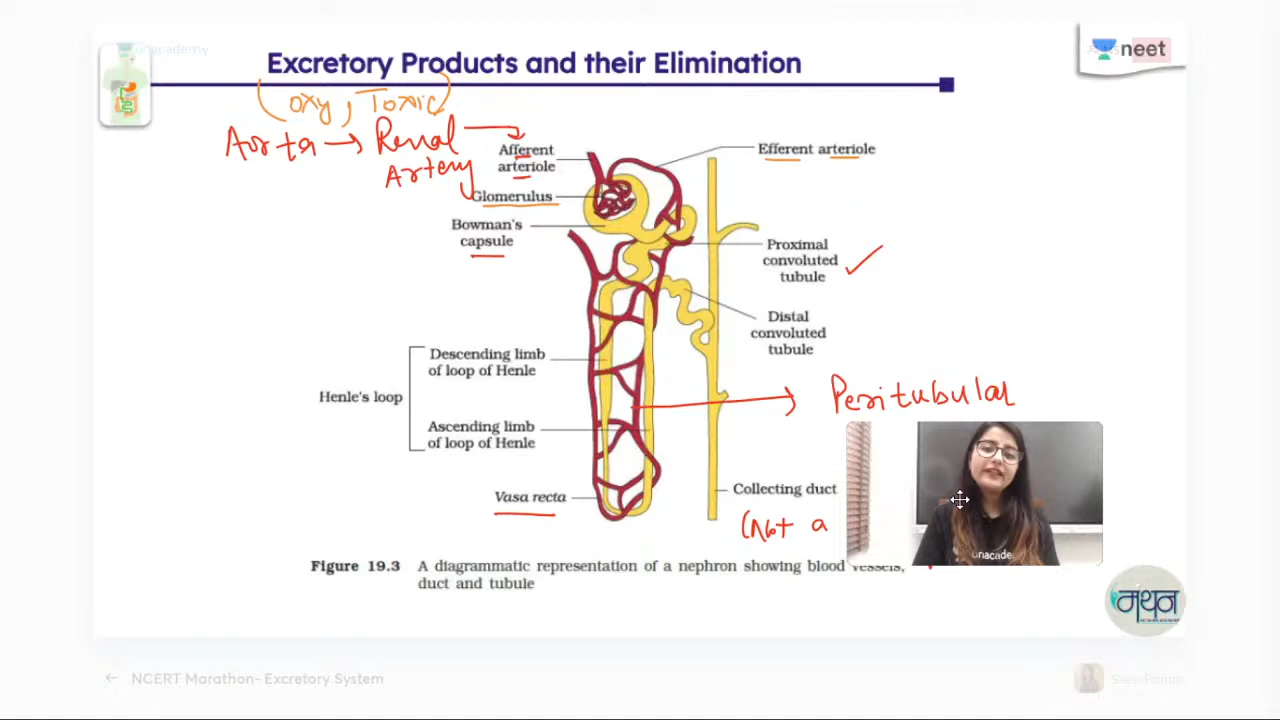 unacademy
Excretory Products and their Elimination
neet
(oxy, Toxic)
Aorta → Renal
Artery
Afferent
arteriole
Efferent arteriole
Glomerulus
Bowman's
capsule
Proximal
convoluted
tubule
Distal
convoluted
tubule
Descending limb
of loop of Henle
Henle's loop
Peritubular
Ascending limb
of loop of Henle
Vasa recta
Collecting duct
(Not a
unacade
Figure 19.3 A diagrammatic representation of a nephron showing blood vessels,
duct and tubule
मंथन
← NCERT Marathon- Excretory System